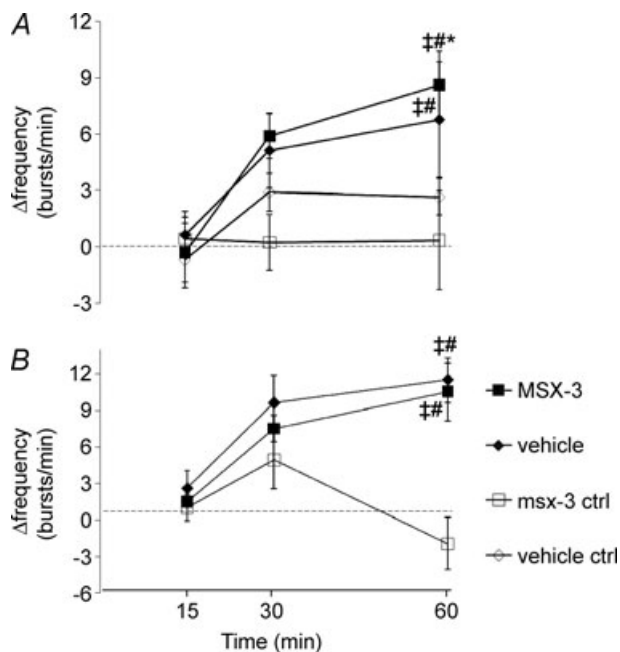 A
12
9
6
3
0
-3
Δfrequency
(bursts/min)
‡#*
‡#
B
12
9
6
3
0
-3
-6
Δfrequency
(bursts/min)
‡#
‡#
15
30
60
Time (min)
MSX-3
vehicle
msx-3 ctrl
vehicle ctrl